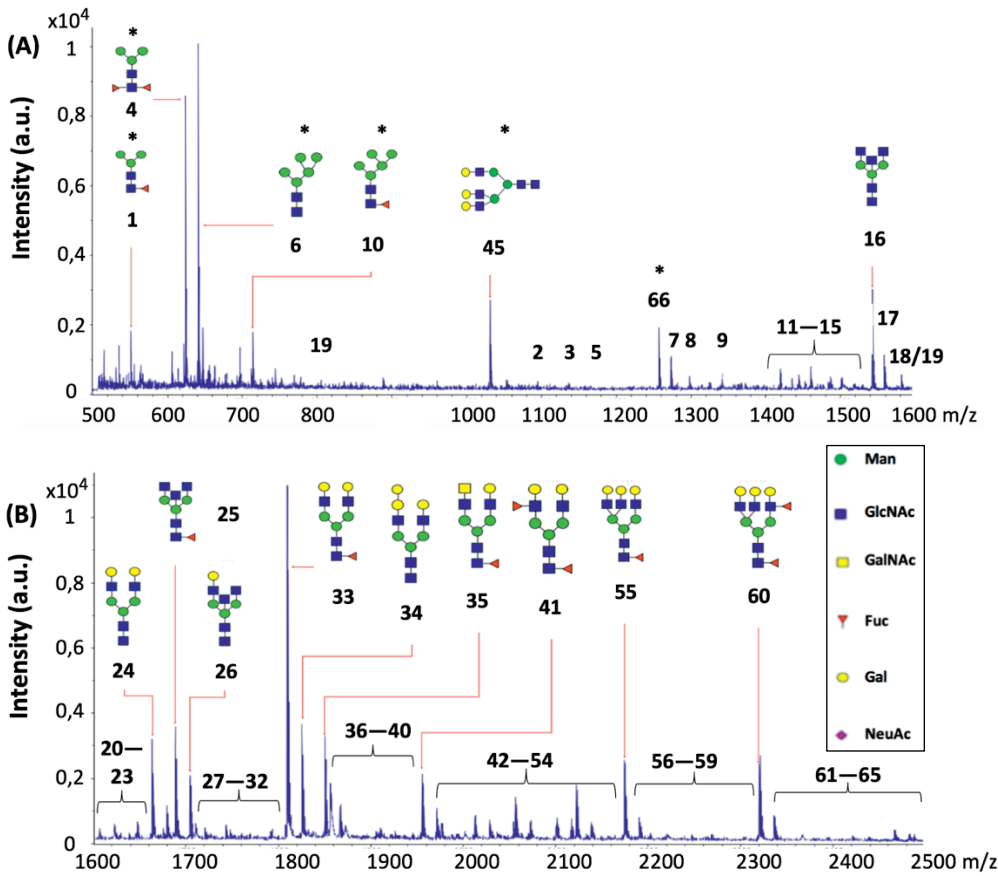 (A)
x10⁴
Intensity (a.u.)
1
0,8
0,6
0,4
0,2
0
* * * * *
4
1
6
10
45
16
*
66
19
2 3 5
7 8 9
11—15
17
18/19
500 600 700 800 1000 1100 1200 1300 1400 1500 1600 m/z
(B)
x10⁴
Intensity (a.u.)
1
0,8
0,6
0,4
0,2
0
25
24
26
33
34
35
41
55
60
20—
23
27—32
36—40
42—54
56—59
61—65
1600 1700 1800 1900 2000 2100 2200 2300 2400 2500 m/z
Man
GlcNAc
GalNAc
Fuc
Gal
NeuAc